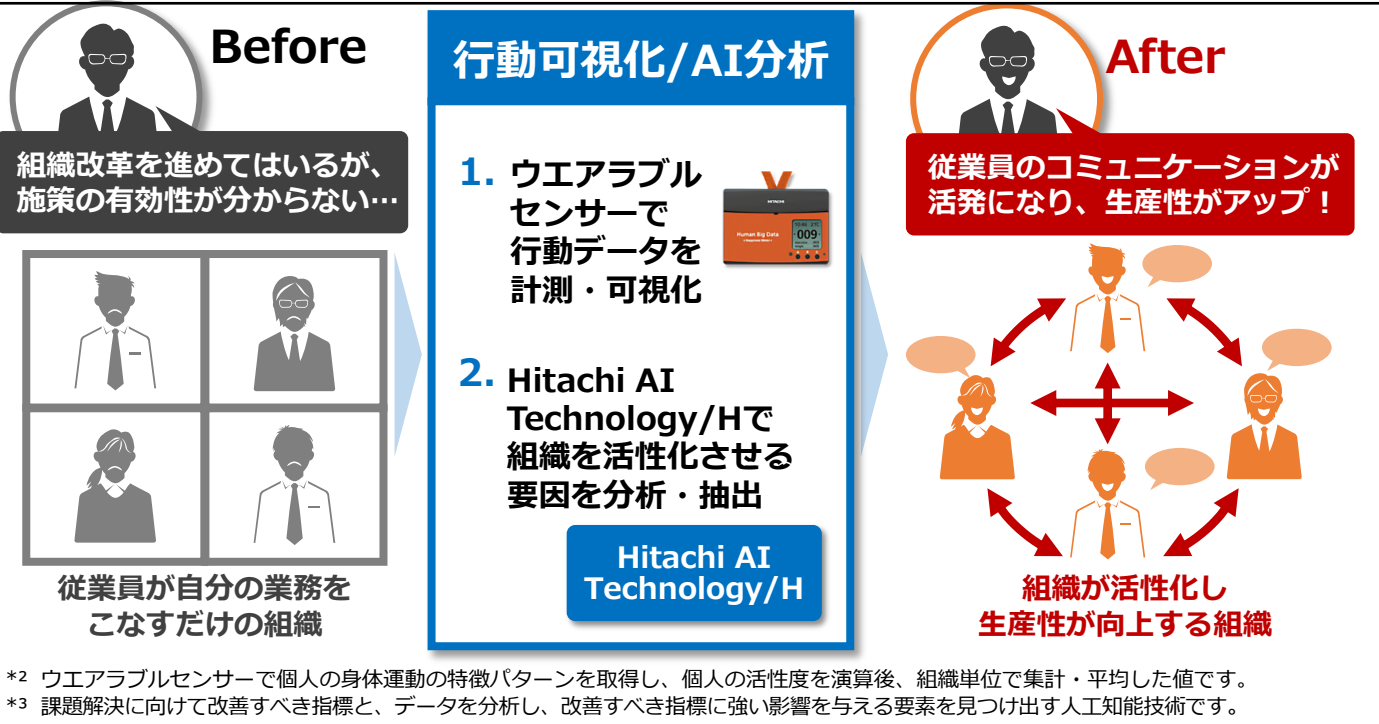 Before
組織改革を進めてはいるが、
施策の有効性が分からない…
従業員が自分の業務を
こなすだけの組織
行動可視化/AI分析
1. ウエアラブル
センサーで
行動データを
計測・可視化
HITACHI
Human Big Data
009
2. Hitachi AI
Technology/Hで
組織を活性化させる
要因を分析・抽出
Hitachi AI
Technology/H
After
従業員のコミュニケーションが
活発になり、生産性がアップ！
組織が活性化し
生産性が向上する組織
*2 ウエアラブルセンサーで個人の身体運動の特徴パターンを取得し、個人の活性度を演算後、組織単位で集計・平均した値です。
*3 課題解決に向けて改善すべき指標と、データを分析し、改善すべき指標に強い影響を与える要素を見つけ出す人工知能技術です。